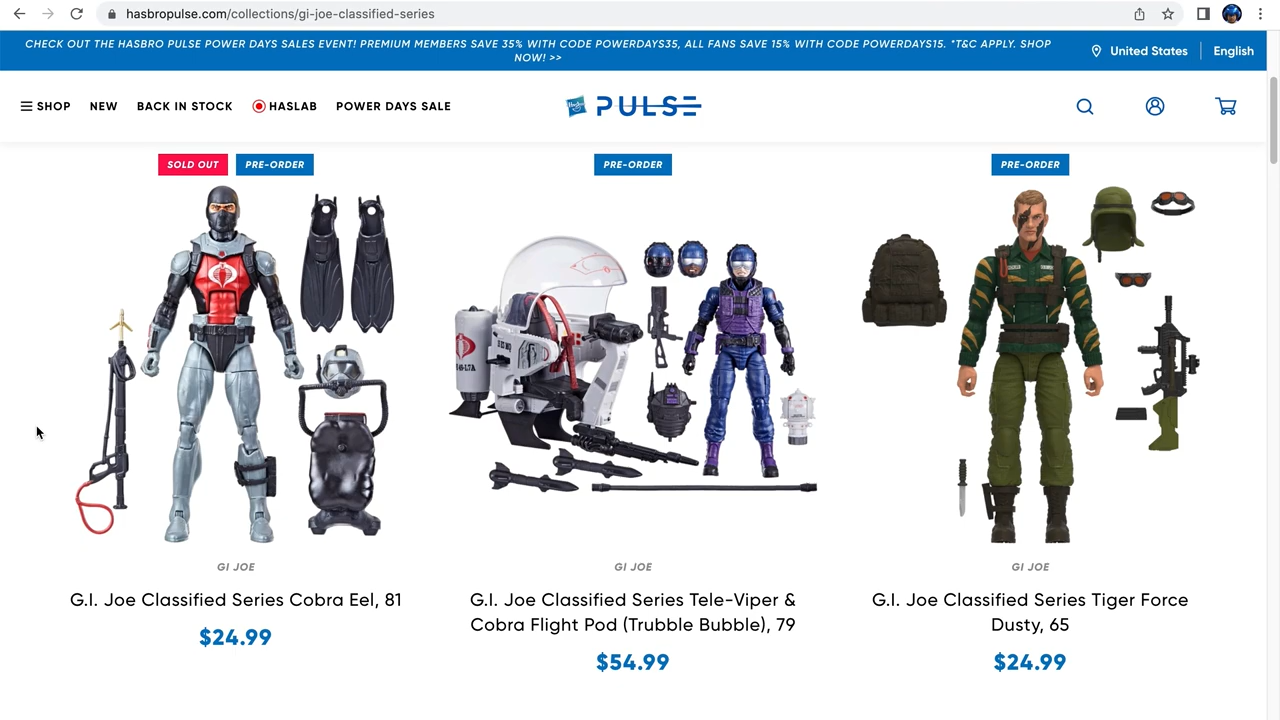 hasbropulse.com/collections/gi-joe-classified-series
CHECK OUT THE HASBRO PULSE POWER DAYS SALES EVENT! PREMIUM MEMBERS SAVE 35% WITH CODE POWERDAYS35, ALL FANS SAVE 15% WITH CODE POWERDAYS15. *T&C APPLY. SHOP
NOW! >>
United States
English
SHOP
NEW
BACK IN STOCK
HASLAB
POWER DAYS SALE
Hasbro
PULSE
SOLD OUT
PRE-ORDER
PRE-ORDER
PRE-ORDER
GI JOE
G.I. Joe Classified Series Cobra Eel, 81
$24.99
GI JOE
G.I. Joe Classified Series Tele-Viper &
Cobra Flight Pod (Trubble Bubble), 79
$54.99
GI JOE
G.I. Joe Classified Series Tiger Force
Dusty, 65
$24.99